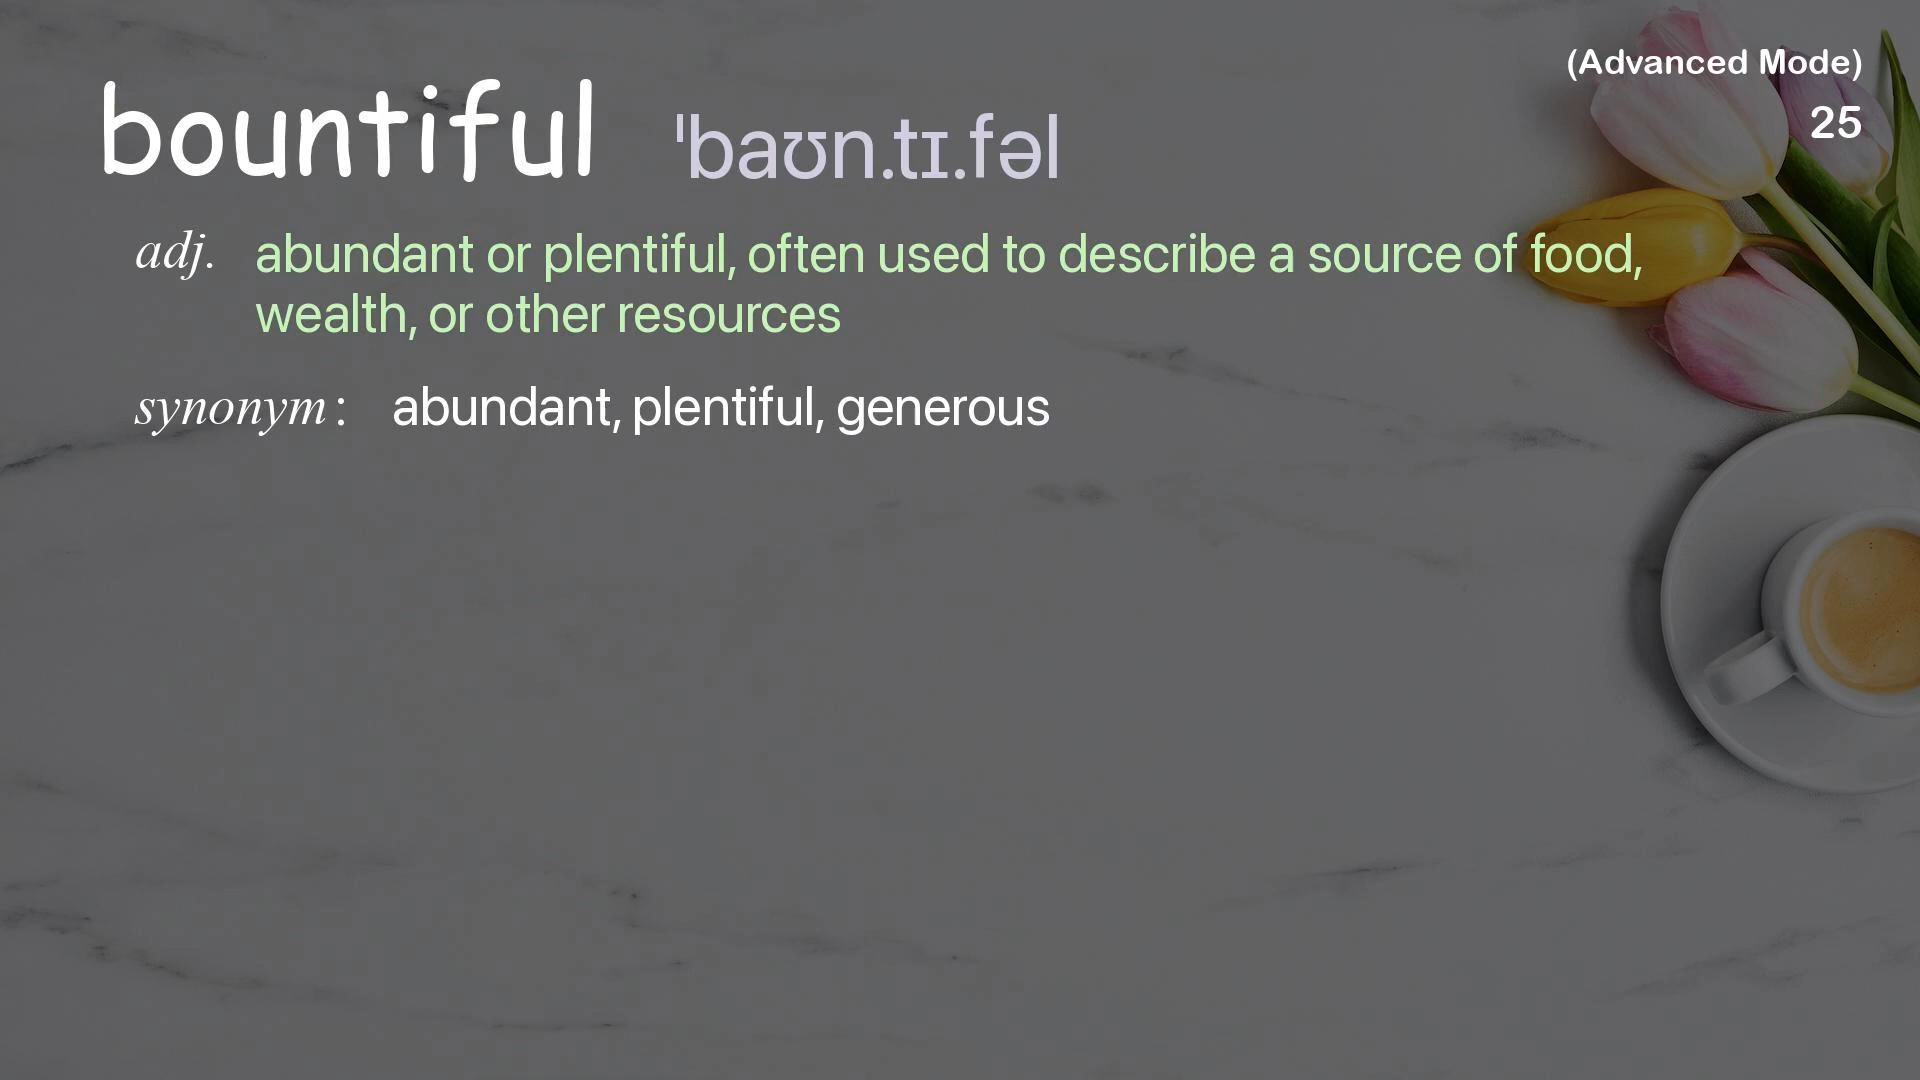 (Advanced Mode)
25
bountiful ˈbaʊn.tɪ.fəl
adj. abundant or plentiful, often used to describe a source of food,
wealth, or other resources
synonym: abundant, plentiful, generous